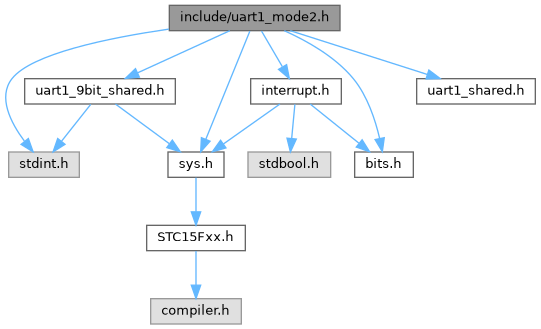 include/uart1_mode2.h
uart1_9bit_shared.h
interrupt.h
uart1_shared.h
stdint.h
sys.h
stdbool.h
bits.h
STC15Fxx.h
compiler.h